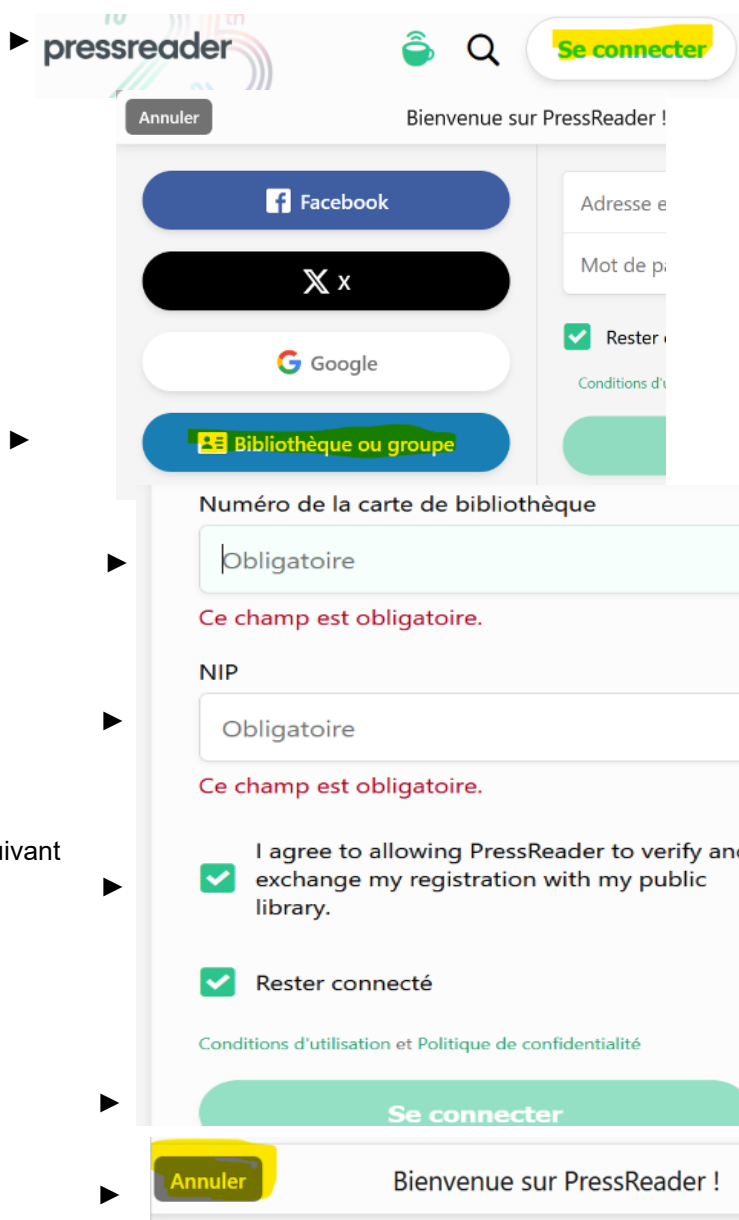 ► pressreader Se connecter
Annuler Bienvenue sur PressReader !
Facebook Adresse e
X Mot de pa
Google Rester
Conditions d'u
► Bibliothèque ou groupe
Numéro de la carte de bibliothèque
► Obligatoire
Ce champ est obligatoire.
NIP
► Obligatoire
Ce champ est obligatoire.
uivant
I agree to allowing PressReader to verify and
► exchange my registration with my public
library.
Rester connecté
Conditions d'utilisation et Politique de confidentialité
► Se connecter
► Annuler Bienvenue sur PressReader !